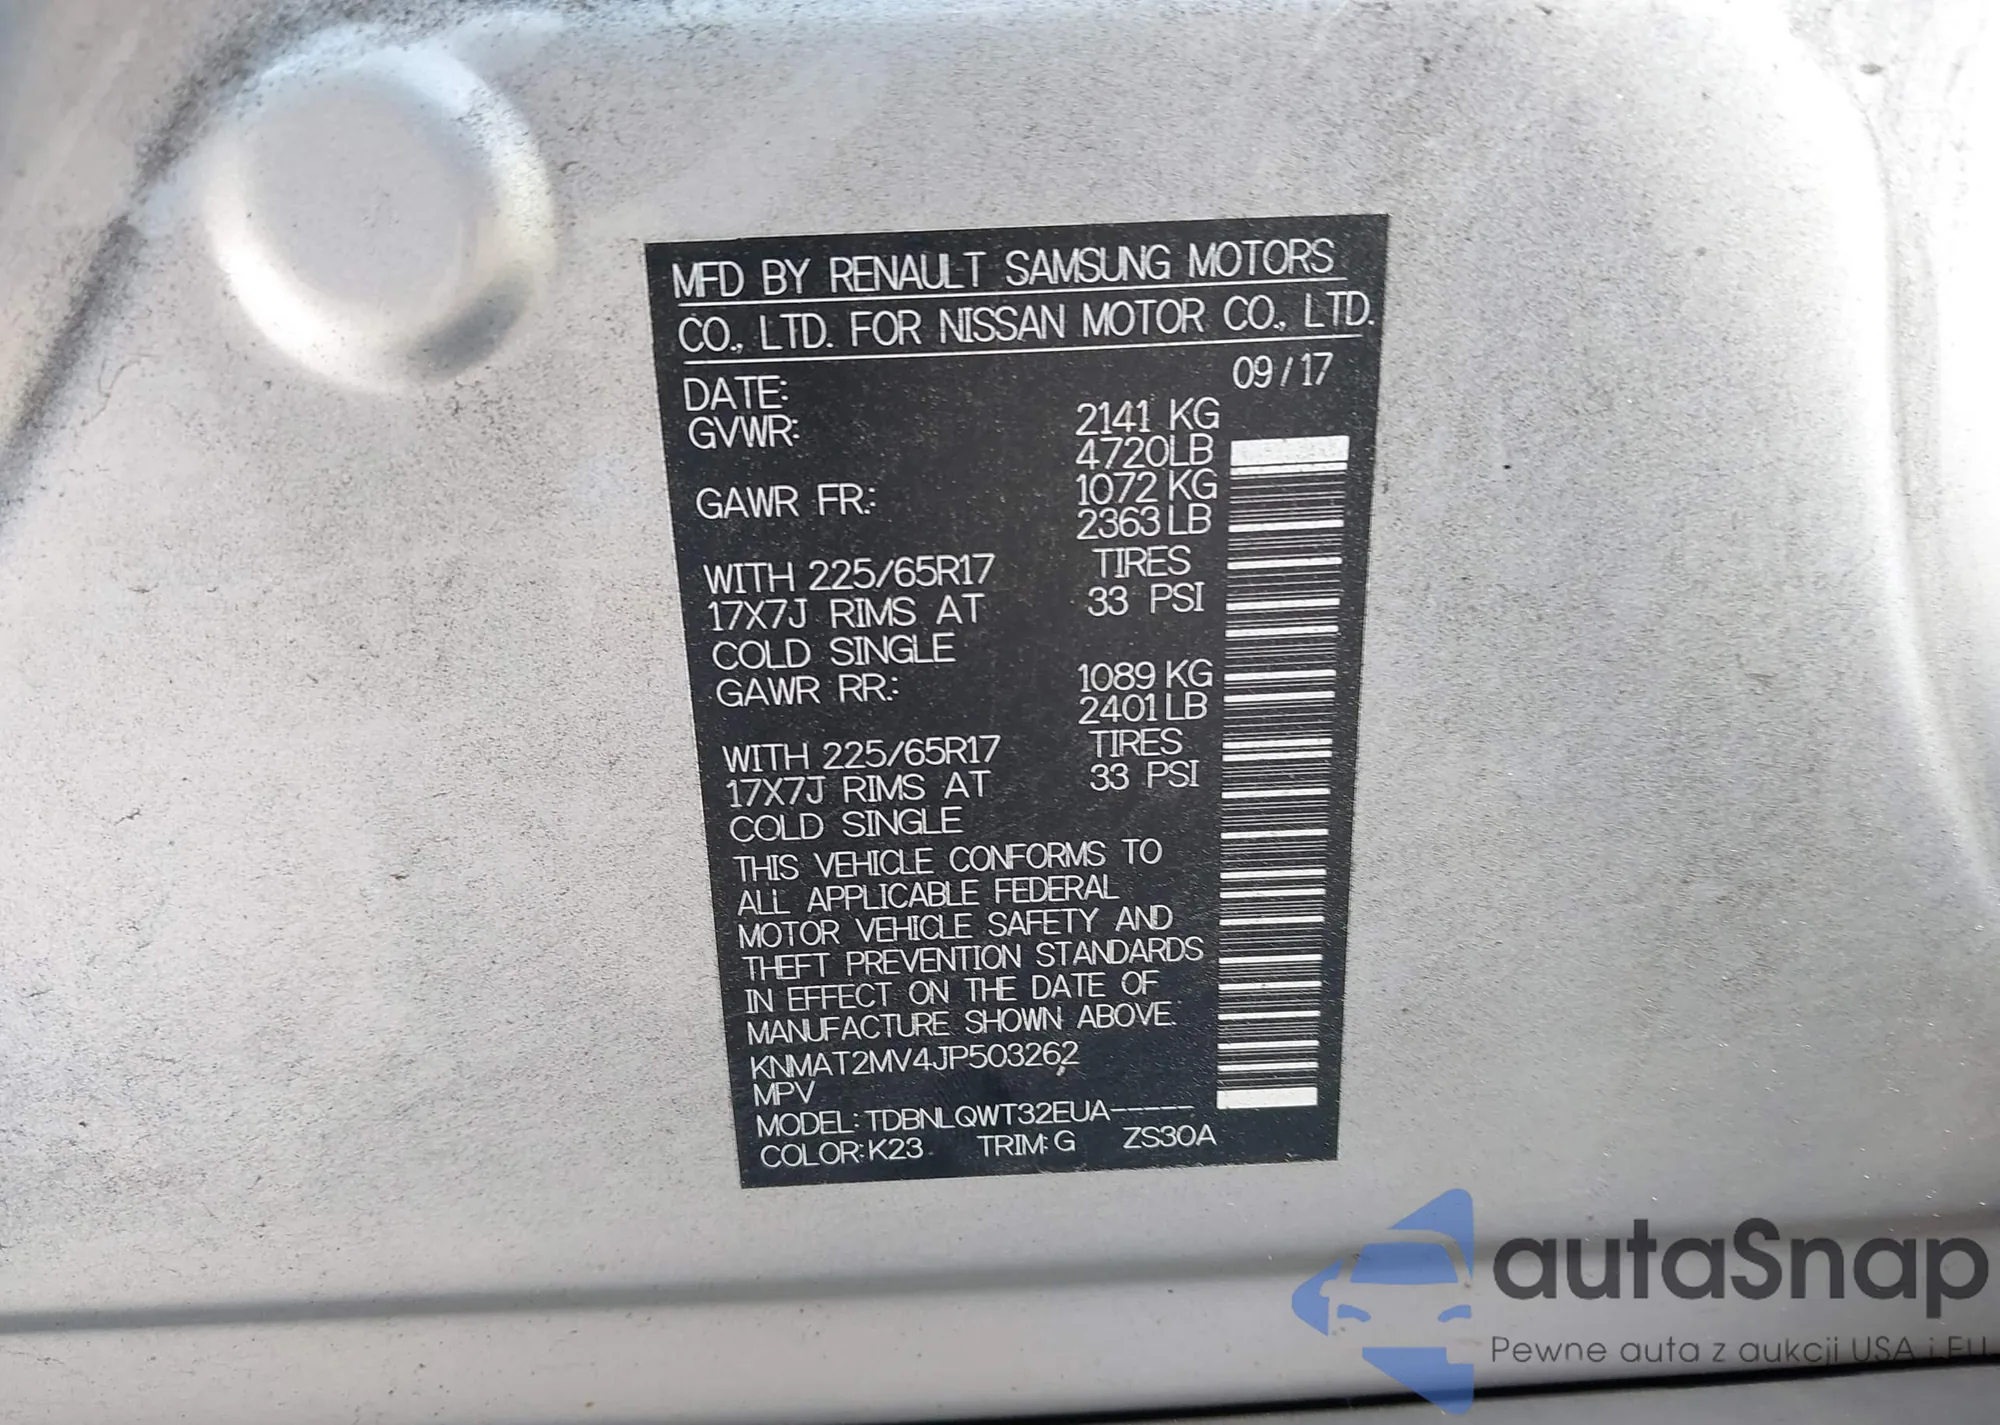 MFD BY RENAULT SAMSUNG MOTORS
CO., LTD. FOR NISSAN MOTOR CO., LTD.
DATE: 09/17
GVWR: 2141 KG
4720LB
GAWR FR.: 1072 KG
2363LB
WITH 225/65R17 TIRES
17X7J RIMS AT 33 PSI
COLD SINGLE
GAWR RR.: 1089 KG
2401LB
WITH 225/65R17 TIRES
17X7J RIMS AT 33 PSI
COLD SINGLE
THIS VEHICLE CONFORMS TO
ALL APPLICABLE FEDERAL
MOTOR VEHICLE SAFETY AND
THEFT PREVENTION STANDARDS
IN EFFECT ON THE DATE OF
MANUFACTURE SHOWN ABOVE.
KNMAT2MV4JP503262
MPV
MODEL: TDBNLQWT32EUA-----
COLOR:K23 TRIM:G ZS30A
autaSnap
Pewne auta z aukcji USA i EU